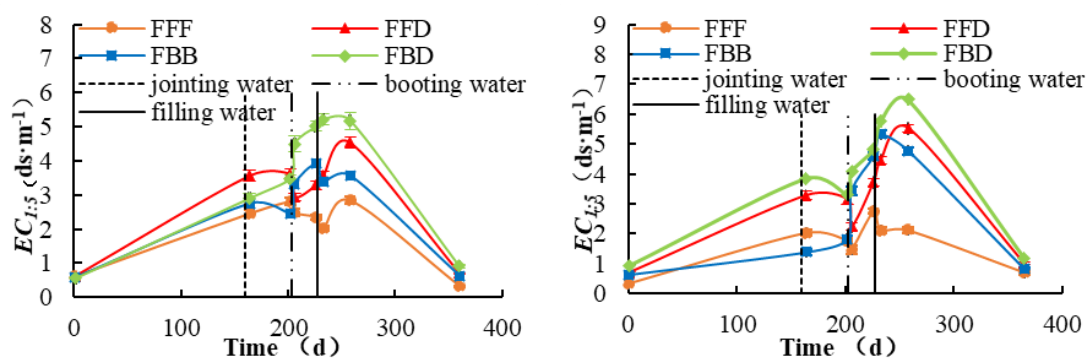 8
7
6
5
4
3
2
1
0
EC1:5 (ds·m-1)
FFF
FFD
FBB
FBD
jointing water
booting water
filling water
0
100
200
300
400
Time (d)
9
8
7
6
5
4
3
2
1
0
EC1:5 (ds·m-1)
FFF
FFD
FBB
FBD
jointing water
booting water
filling water
0
100
200
300
400
Time (d)